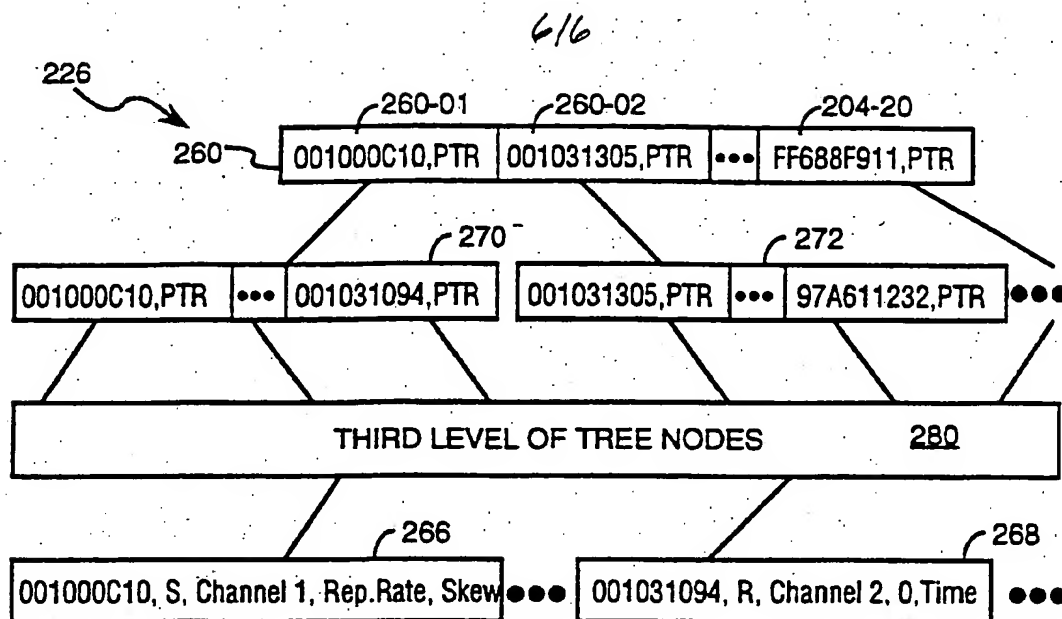 6/6
226
260-01 260-02 204-20
260
001000C10,PTR 001031305,PTR ●●● FF688F911,PTR
270 272
001000C10,PTR ●●● 001031094,PTR 001031305,PTR ●●● 97A611232,PTR ●●●
THIRD LEVEL OF TREE NODES 280
266 268
001000C10, S, Channel 1, Rep.Rate, Skew ●●● 001031094, R, Channel 2, 0,Time ●●●